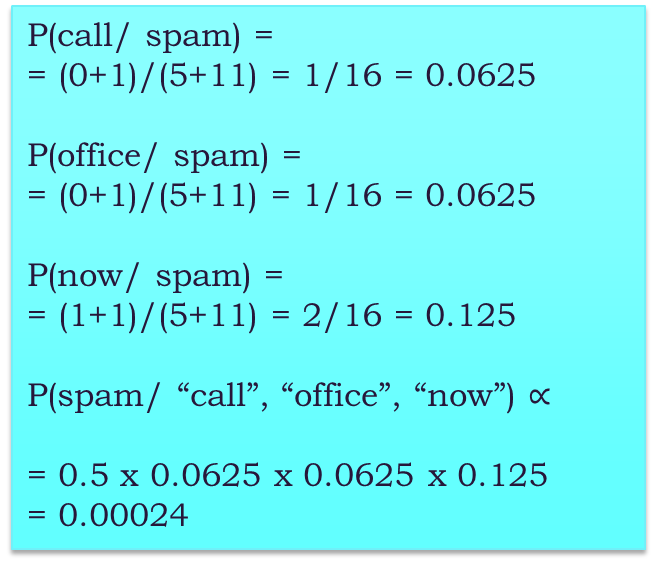 P(call/ spam) =
= (0+1)/(5+11) = 1/16 = 0.0625
P(office/ spam) =
= (0+1)/(5+11) = 1/16 = 0.0625
P(now/ spam) =
= (1+1)/(5+11) = 2/16 = 0.125
P(spam/ “call”, “office”, “now”) ∝
= 0.5 x 0.0625 x 0.0625 x 0.125
= 0.00024